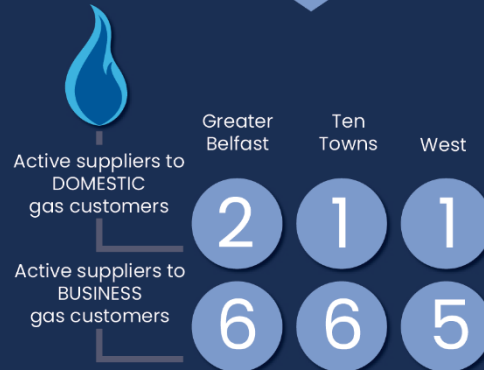 Greater
Belfast
Ten
Towns
West
Active suppliers to
DOMESTIC
gas customers
2
1
1
Active suppliers to
BUSINESS
gas customers
6
6
5